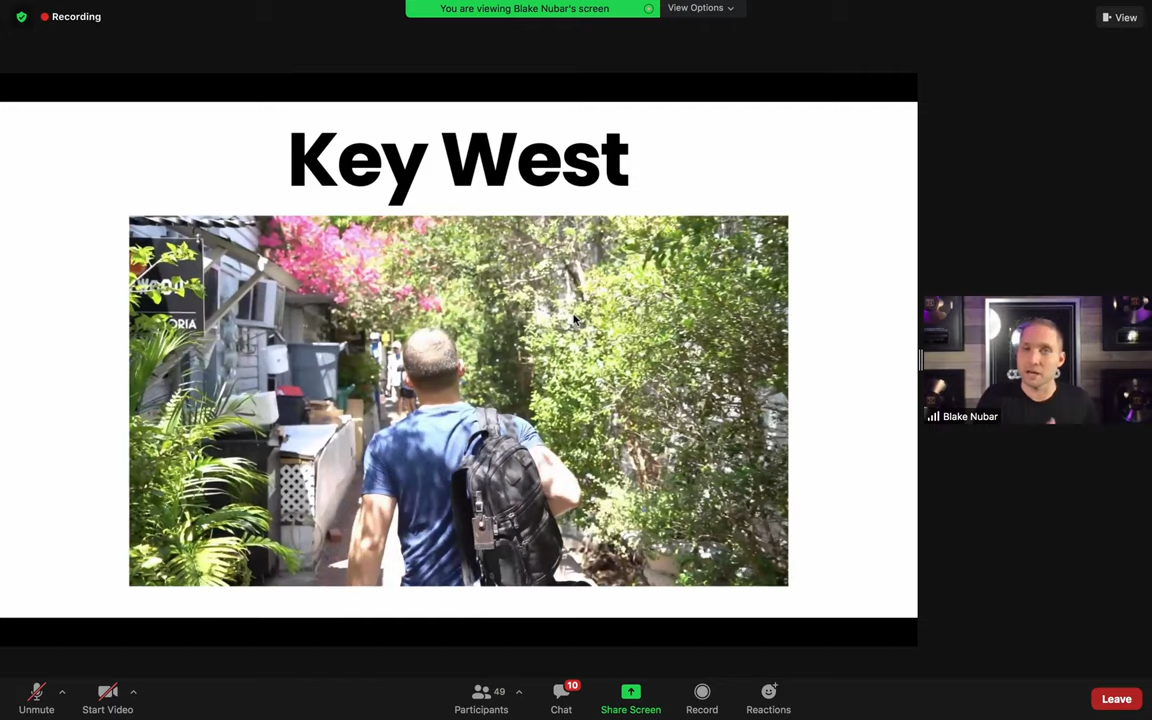 Recording
You are viewing Blake Nubar's screen
View Options
View
Key West
ORIA
Blake Nubar
Unmute
Start Video
49
Participants
10
Chat
Share Screen
Record
Reactions
Leave